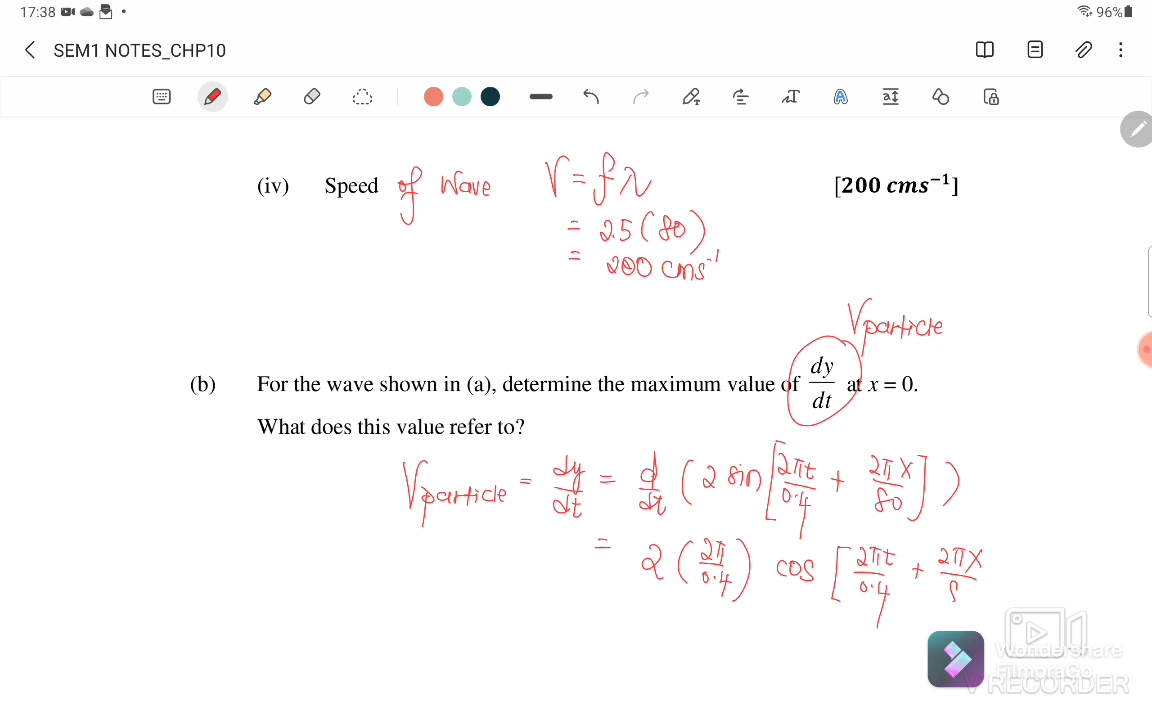 17:38
96%
SEM1 NOTES_CHP10
(iv) Speed of Wave V = fλ [200 cms⁻¹]
= 2.5 (80)
= 200 cms⁻¹
Vparticle
(b) For the wave shown in (a), determine the maximum value of dy/dt at x = 0.
What does this value refer to?
Vparticle = dy/dt = d/dt (2 sin [2πt/0.4 + 2πx/80])
= 2 (2π/0.4) cos [2πt/0.4 + 2πx/8
Wondershare
FilmoraGo
V RECORDER